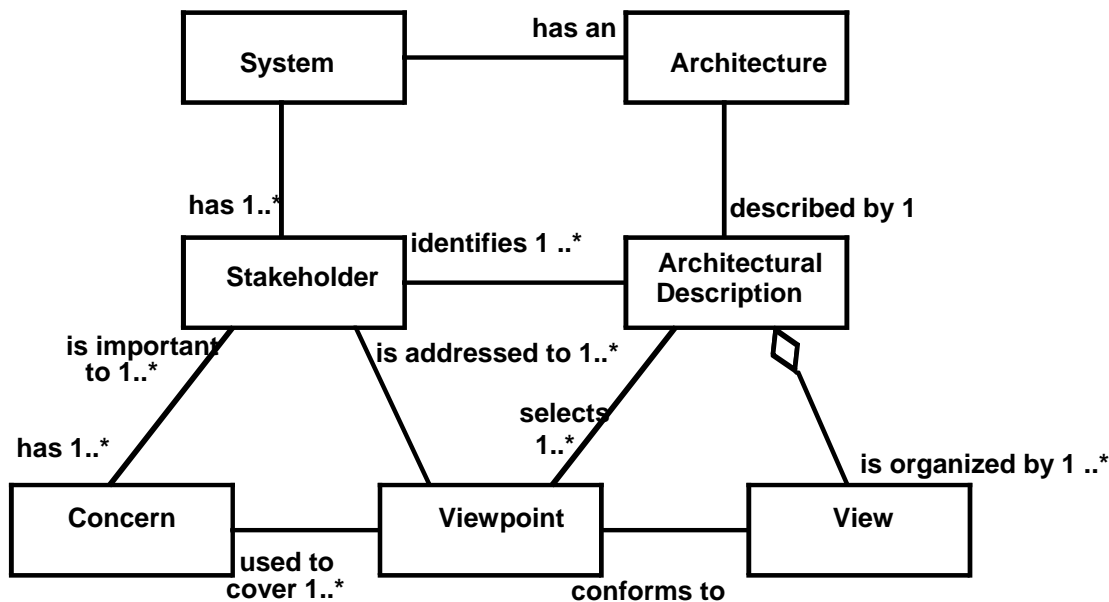 has an
System
Architecture
has 1..*
described by 1
identifies 1 ..*
Stakeholder
Architectural
Description
is important
to 1..*
is addressed to 1..*
selects
1..*
has 1..*
is organized by 1 ..*
Concern
Viewpoint
View
used to
cover 1..*
conforms to